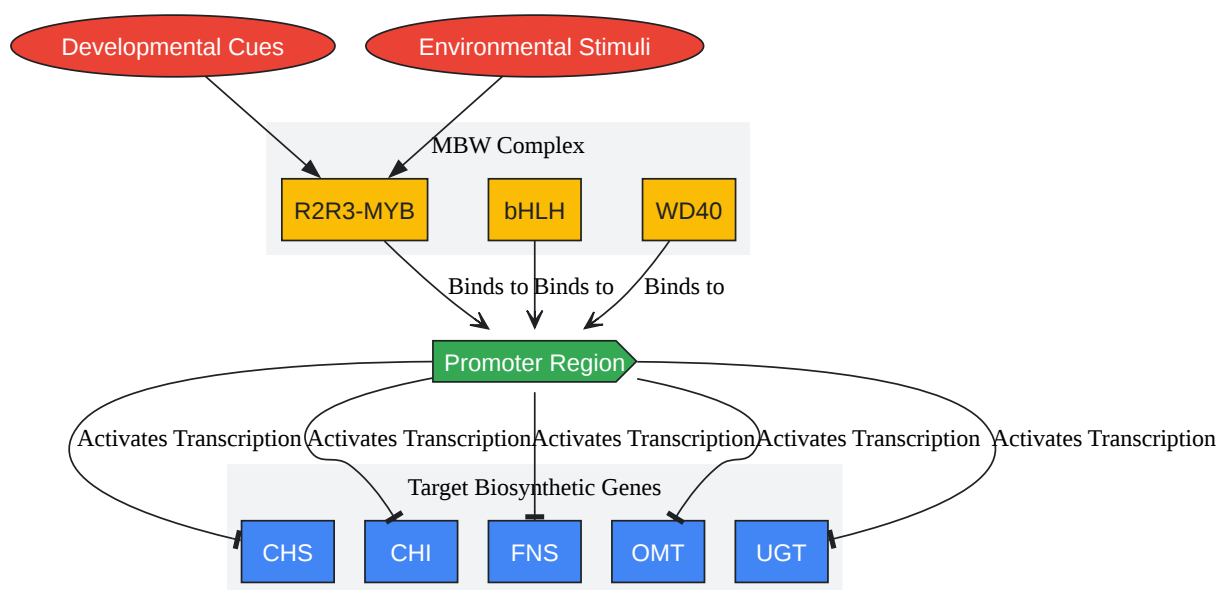 Developmental Cues
Environmental Stimuli
MBW Complex
R2R3-MYB
bHLH
WD40
Binds to
Binds to
Binds to
Promoter Region
Activates Transcription
Activates Transcription
Activates Transcription
Activates Transcription
Activates Transcription
Target Biosynthetic Genes
CHS
CHI
FNS
OMT
UGT